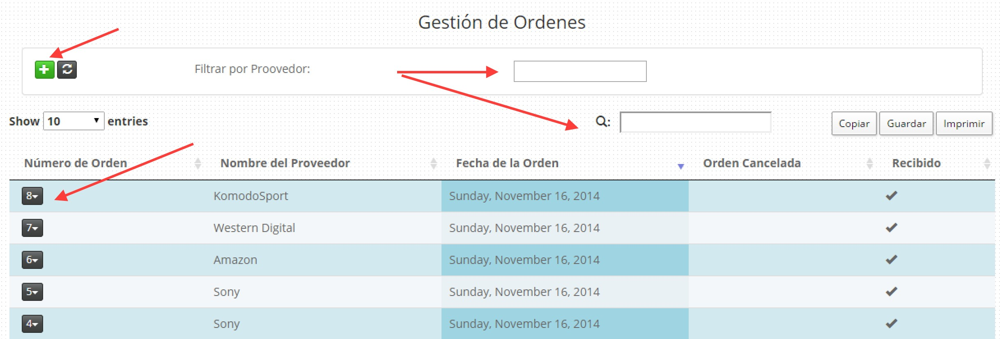 Gestión de Ordenes
Filtrar por Proovedor:
Show 10 entries
:
Copiar Guardar Imprimir
Número de Orden Nombre del Proveedor Fecha de la Orden Orden Cancelada Recibido
8 KomodoSport Sunday, November 16, 2014
7 Western Digital Sunday, November 16, 2014
6 Amazon Sunday, November 16, 2014
5 Sony Sunday, November 16, 2014
4 Sony Sunday, November 16, 2014